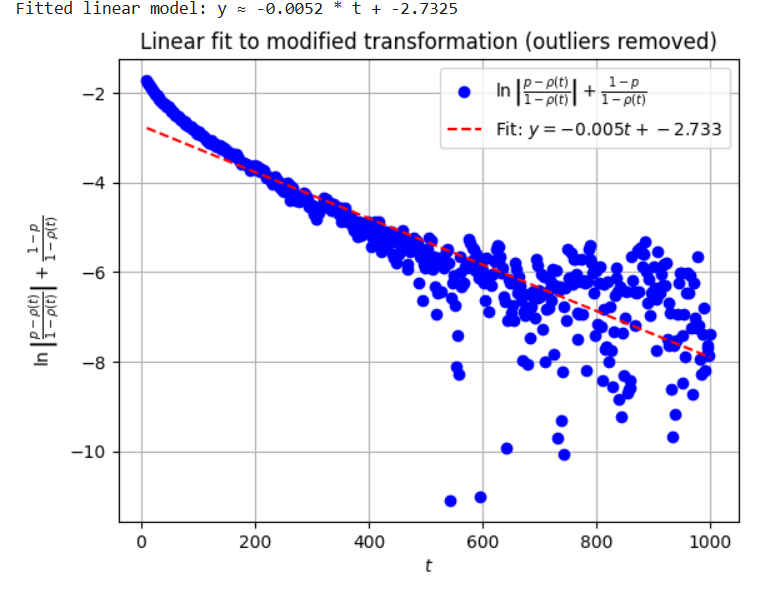 Fitted linear model: y ≈ -0.0052 * t + -2.7325
Linear fit to modified transformation (outliers removed)
ln |(p−ρ(t))/(1−ρ(t))| + (1−p)/(1−ρ(t))
Fit: y = −0.005t + −2.733
ln |(p−ρ(t))/(1−ρ(t))| + (1−p)/(1−ρ(t))
−2
−4
−6
−8
−10
0 200 400 600 800 1000
t